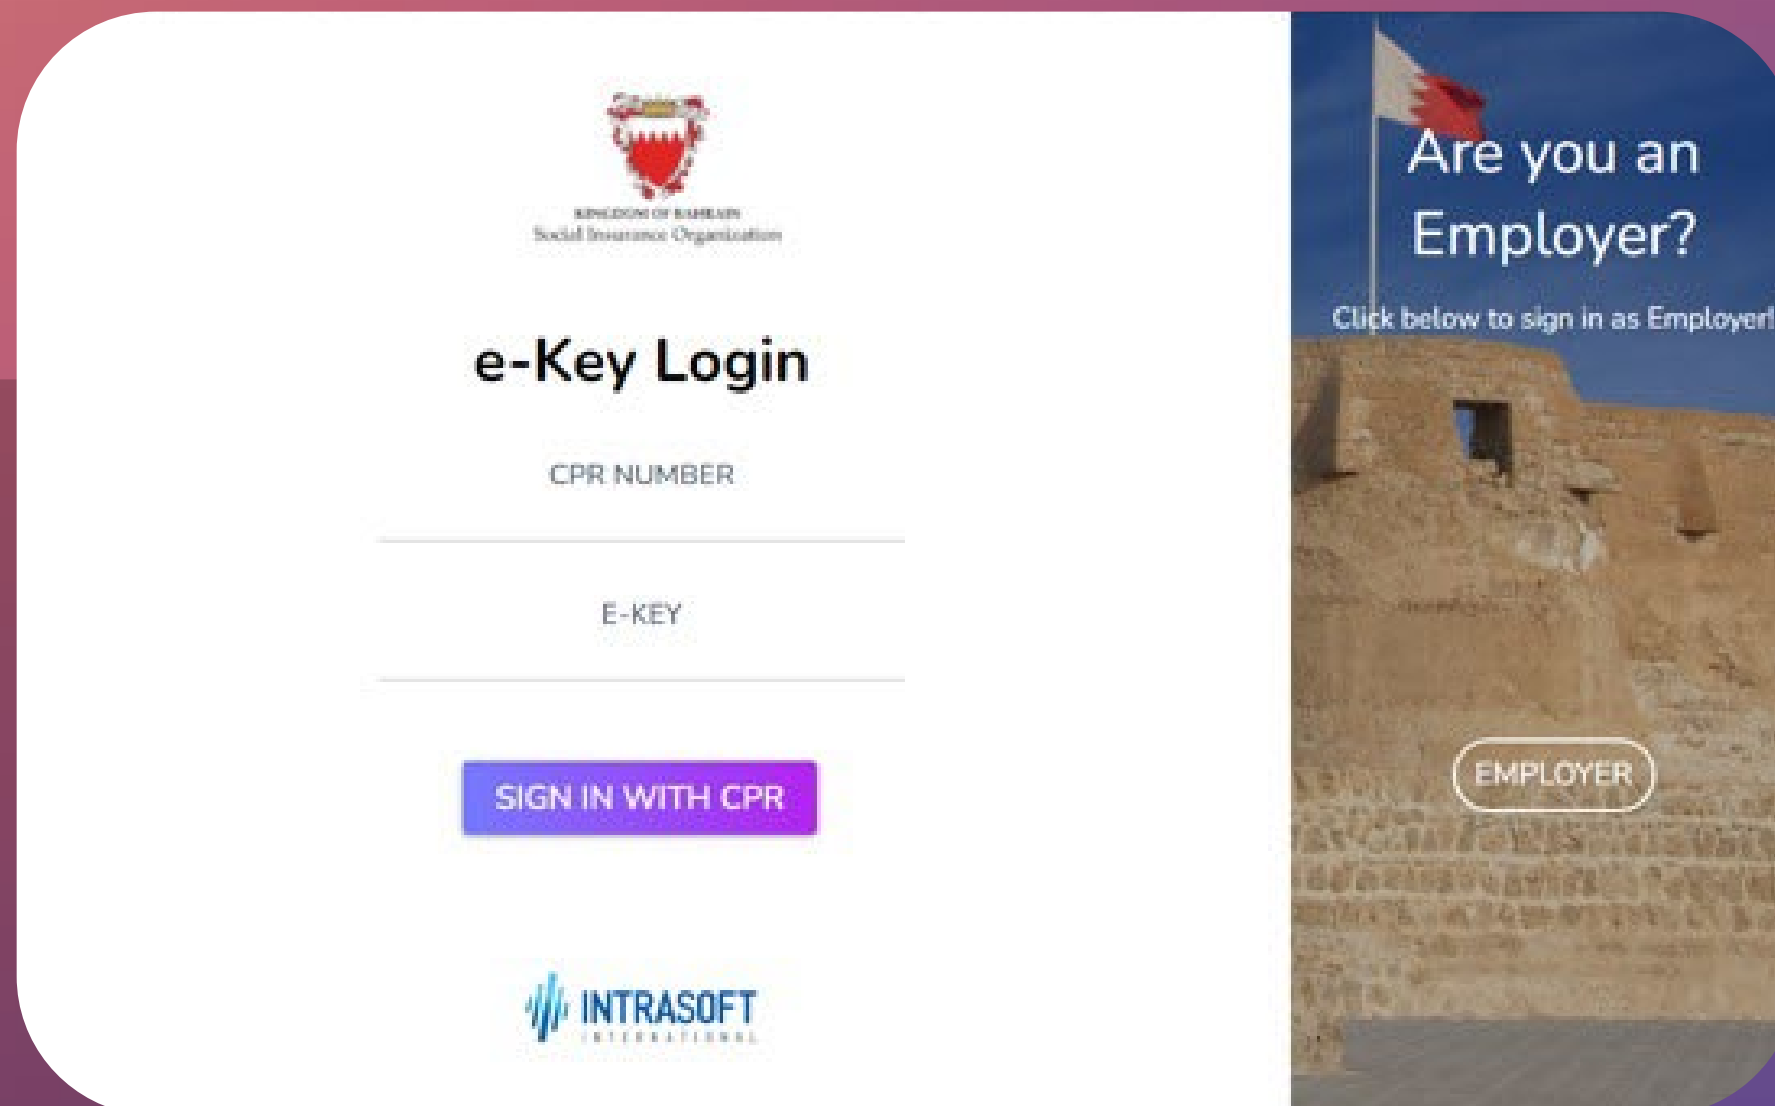 KINGDOM OF BAHRAIN
Social Insurance Organization
e-Key Login
CPR NUMBER
E-KEY
SIGN IN WITH CPR
INTRASOFT
INTERNATIONAL
Are you an
Employer?
Click below to sign in as Employer!
EMPLOYER